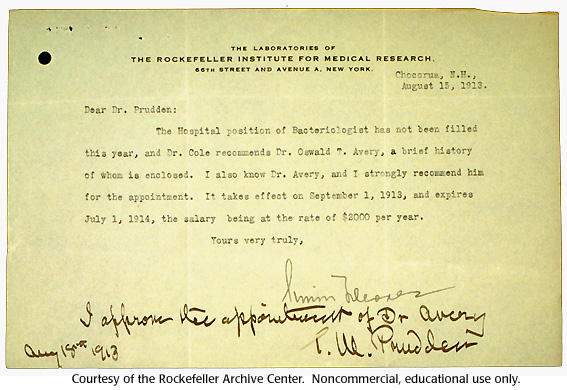 THE LABORATORIES OF
THE ROCKEFELLER INSTITUTE FOR MEDICAL RESEARCH,
66TH STREET AND AVENUE A, NEW YORK.
Chocorua, N.H.,
August 15, 1913.
Dear Dr. Prudden:
The Hospital position of Bacteriologist has not been filled
this year, and Dr. Cole recommends Dr. Oswald T. Avery, a brief history
of whom is enclosed. I also know Dr. Avery, and I strongly recommend him
for the appointment. It takes effect on September 1, 1913, and expires
July 1, 1914, the salary being at the rate of $2000 per year.
Yours very truly,
Simon Flexner
I approve the appointment of Dr Avery
Aug 18th 1913 T. M. Prudden
Courtesy of the Rockefeller Archive Center. Noncommercial, educational use only.